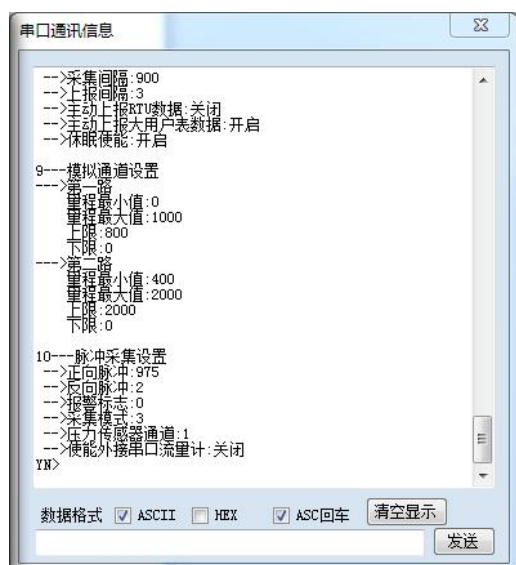 串口通讯信息
-->采集间隔:900
-->上报间隔:3
-->主动上报RTU数据:关闭
-->主动上报大用户表数据:开启
-->休眠使能:开启
9---模拟通道设置
--->第一路
量程最小值:0
量程最大值:1000
上限:800
下限:0
--->第二路
量程最小值:400
量程最大值:2000
上限:2000
下限:0
10---脉冲采集设置
-->正向脉冲:975
-->反向脉冲:2
-->报警标志:0
-->采集模式:3
-->压力传感器通道:1
-->使能外接串口流量计:关闭
YN>
数据格式 ASCII HEX ASC回车 清空显示
发送